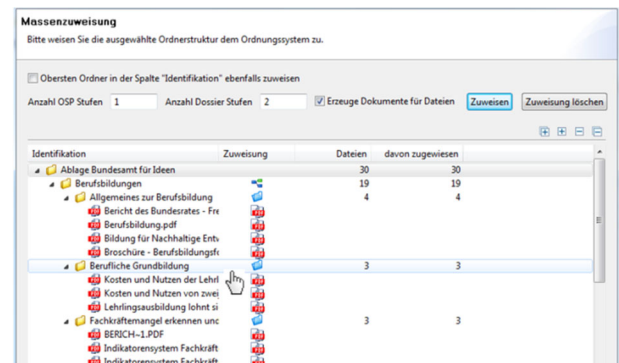 Massenzuweisung
Bitte weisen Sie die ausgewählte Ordnerstruktur dem Ordnungssystem zu.
Obersten Ordner in der Spalte "Identifikation" ebenfalls zuweisen
Anzahl OSP Stufen 1 Anzahl Dossier Stufen 2 Erzeuge Dokumente für Dateien Zuweisen Zuweisung löschen
Identifikation Zuweisung Dateien davon zugewiesen
Ablage Bundesamt für Ideen 30 30
Berufsbildungen 19 19
Allgemeines zur Berufsbildung 4 4
Bericht des Bundesrates - Fre
Berufsbildung.pdf
Bildung für Nachhaltige Entw
Broschüre - Berufsbildungsfo
Berufliche Grundbildung 3 3
Kosten und Nutzen der Lehrl
Kosten und Nutzen von zwei
Lehrlingsausbildung lohnt si
Fachkräftemangel erkennen und 3 3
BERICH~1.PDF
Indikatorensystem Fachkräft
Indikatorensystem Fachkräft